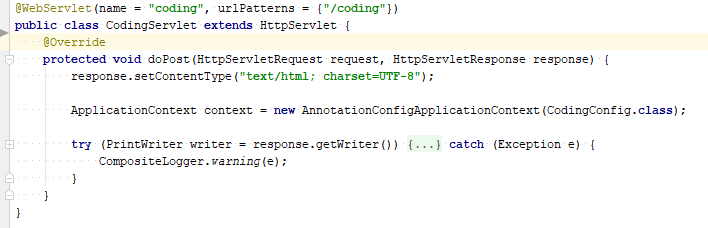 @WebServlet(name = "coding", urlPatterns = {"/coding"})
public class CodingServlet extends HttpServlet {
    @Override
    protected void doPost(HttpServletRequest request, HttpServletResponse response) {
        response.setContentType("text/html; charset=UTF-8");
        ApplicationContext context = new AnnotationConfigApplicationContext(CodingConfig.class);
        try (PrintWriter writer = response.getWriter()) {...} catch (Exception e) {
            CompositeLogger.warning(e);
        }
    }
}